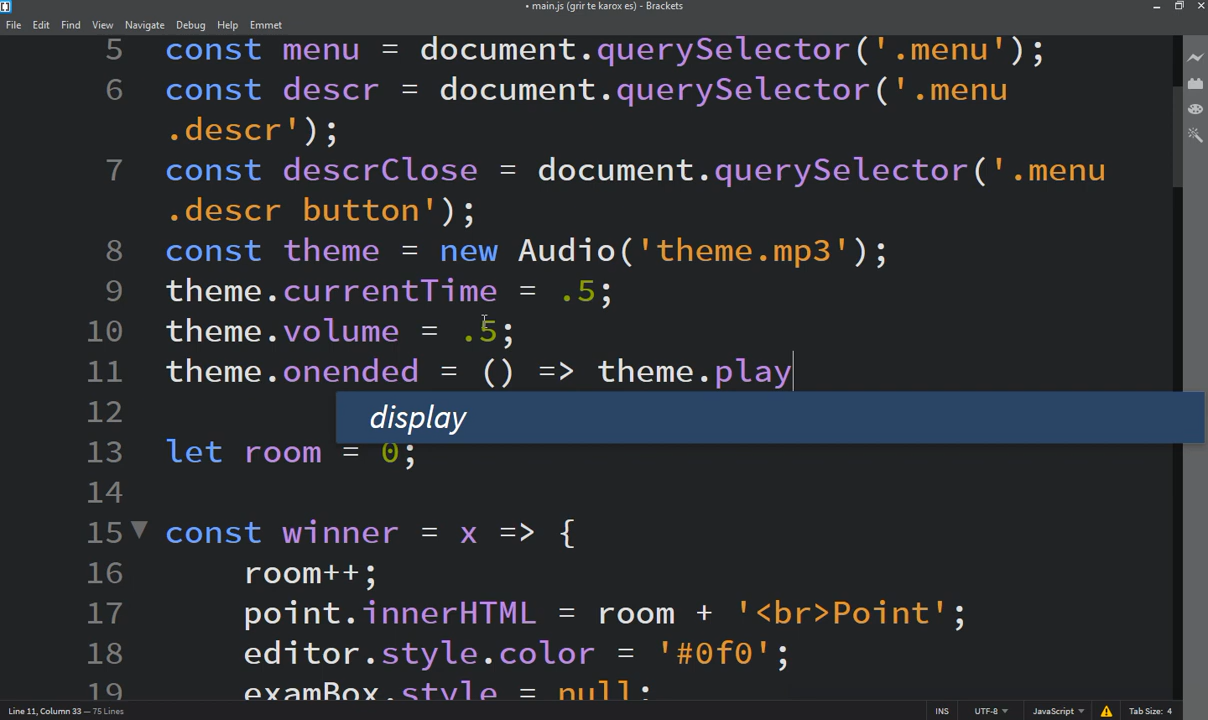 • main.js (grir te karox es) - Brackets
File Edit Find View Navigate Debug Help Emmet
5 const menu = document.querySelector('.menu');
6 const descr = document.querySelector('.menu
.descr');
7 const descrClose = document.querySelector('.menu
.descr button');
8 const theme = new Audio('theme.mp3');
9 theme.currentTime = .5;
10 theme.volume = .5;
11 theme.onended = () => theme.play
display
12
13 let room = 0;
14
15 const winner = x => {
16 room++;
17 point.innerHTML = room + '<br>Point';
18 editor.style.color = '#0f0';
19 examBox.style = null;
Line 11, Column 33 — 75 Lines
INS UTF-8 JavaScript Tab Size: 4